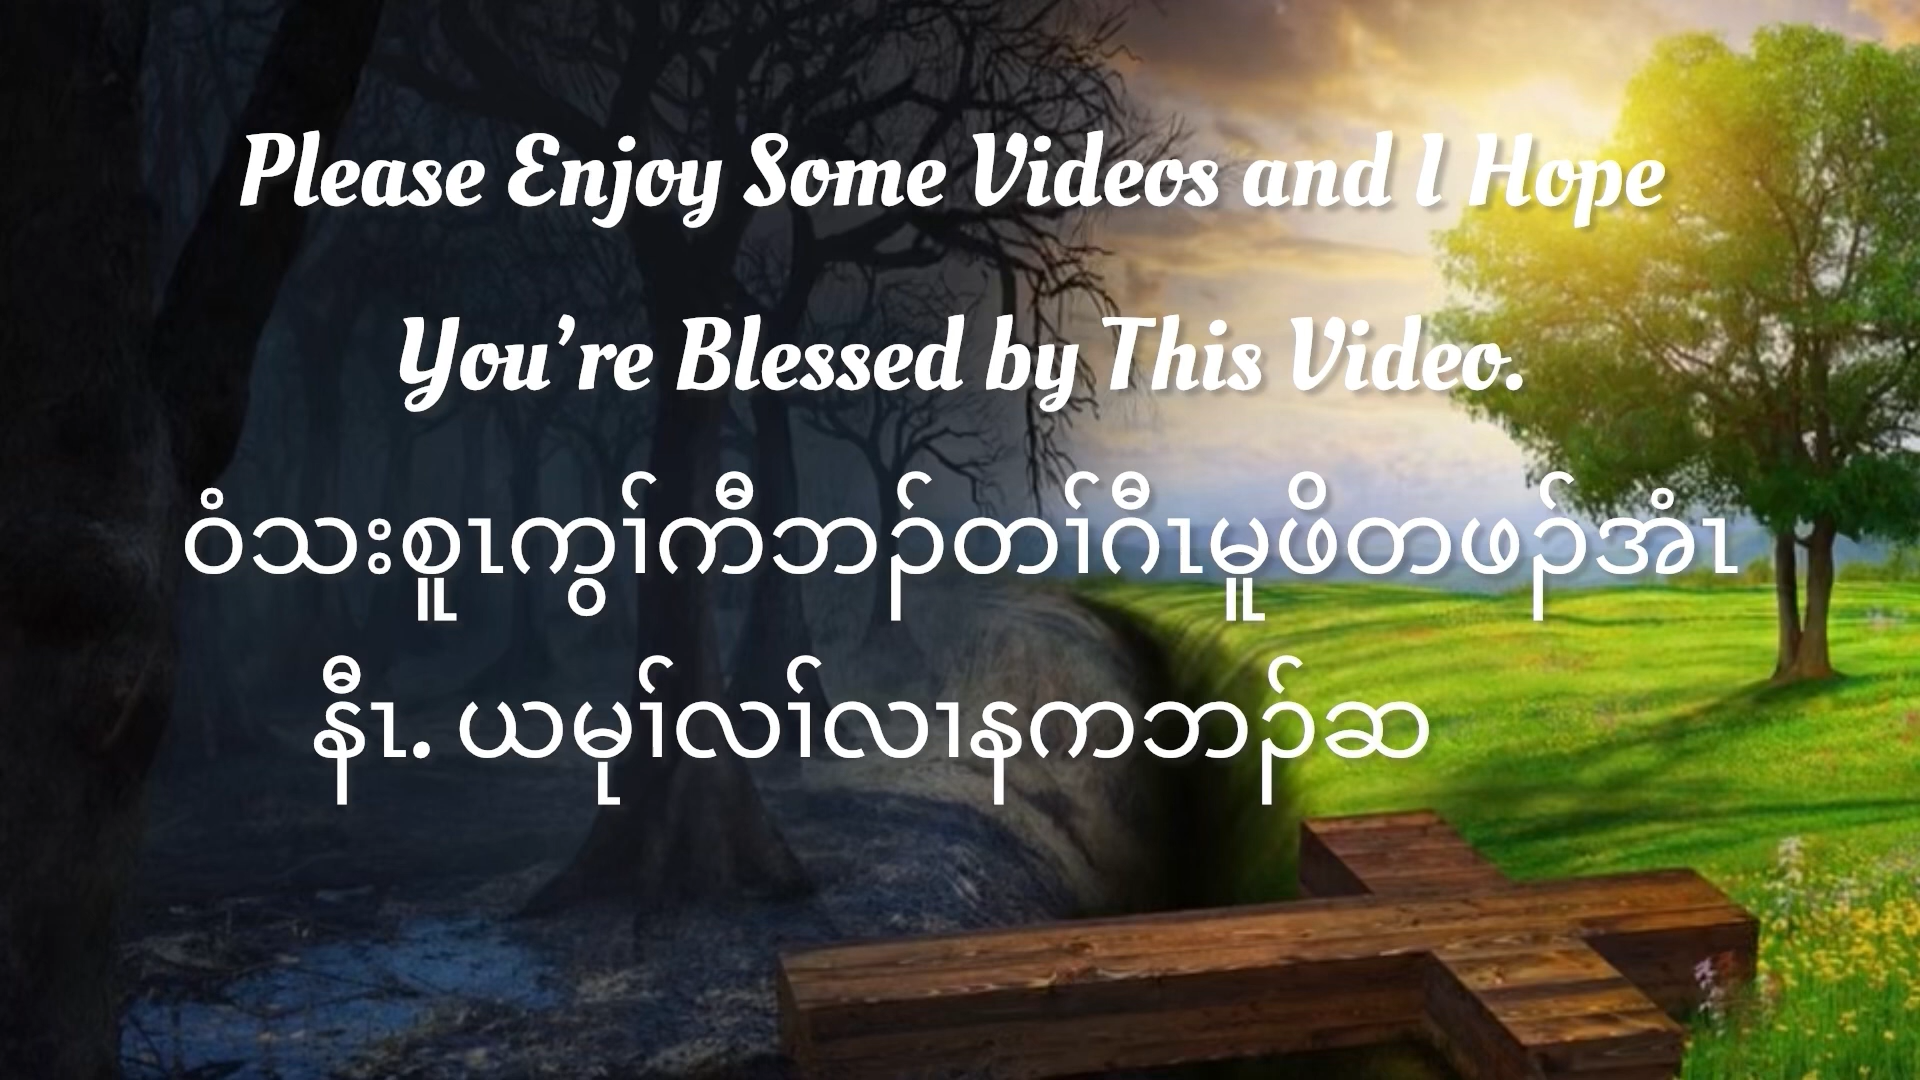 Please Enjoy Some Videos and I Hope
You’re Blessed by This Video.
ဝံသးစူၤကွၢ်ကီဘၣ်တၢ်ဂီၤမူဖိတဖၣ်အံၤ
နီၤ. ယမုၢ်လၢ်လၢနကဘၣ်ဆ